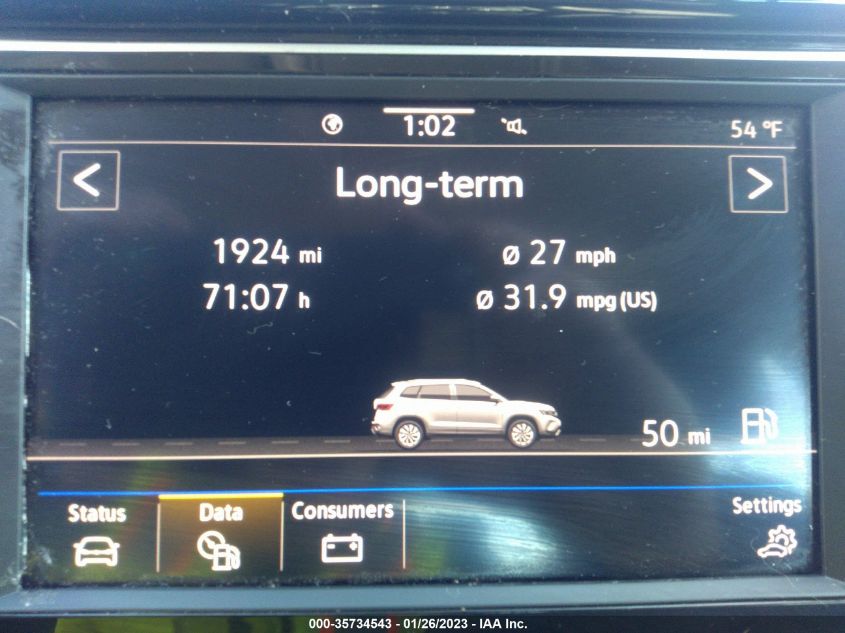 1:02
54 °F
Long-term
1924 mi
ø 27 mph
71:07 h
ø 31.9 mpg (US)
50 mi
Status
Data
Consumers
Settings
000-35734543 - 01/26/2023 - IAA Inc.